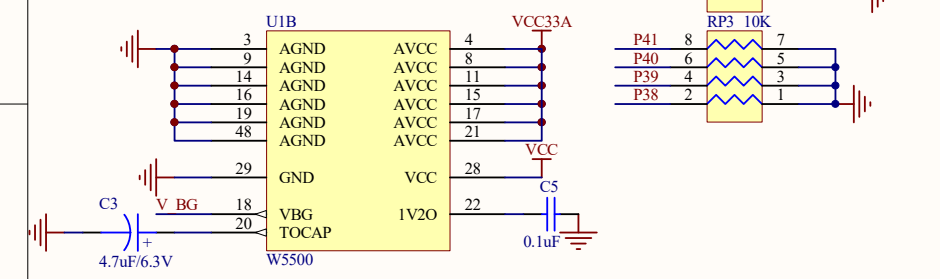 U1B VCC33A RP3 10K
3 AGND AVCC 4 P41 8 7
9 AGND AVCC 8 P40 6 5
14 AGND AVCC 11 P39 4 3
16 AGND AVCC 15 P38 2 1
19 AGND AVCC 17
48 AGND AVCC 21
VCC
29 GND VCC 28
C5
C3 V_BG 18 VBG 1V2O 22
20 TOCAP
+ 0.1uF
4.7uF/6.3V W5500